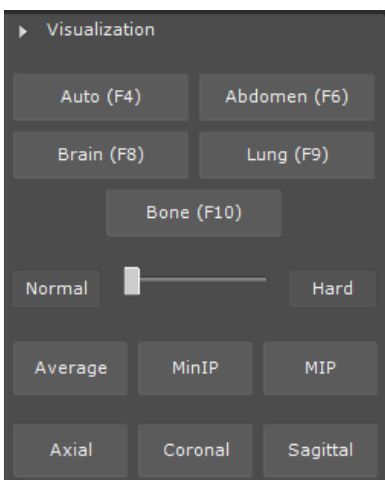 Visualization
Auto (F4) Abdomen (F6)
Brain (F8) Lung (F9)
Bone (F10)
Normal Hard
Average MinIP MIP
Axial Coronal Sagittal